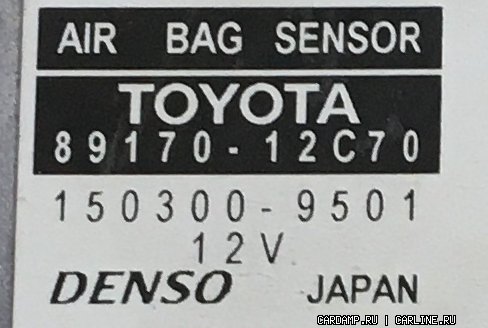 AIR BAG SENSOR
TOYOTA
89170-12C70
150300-9501
12V
DENSO JAPAN
CARDAMP.RU | CARLINE.RU